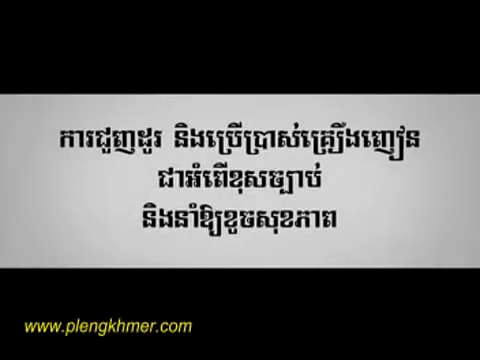 ការជួញដូរ និងប្រើប្រាស់គ្រឿងញៀន
ជាអំពើខុសច្បាប់
និងនាំឱ្យខូចសុខភាព
www.plengkhmer.com